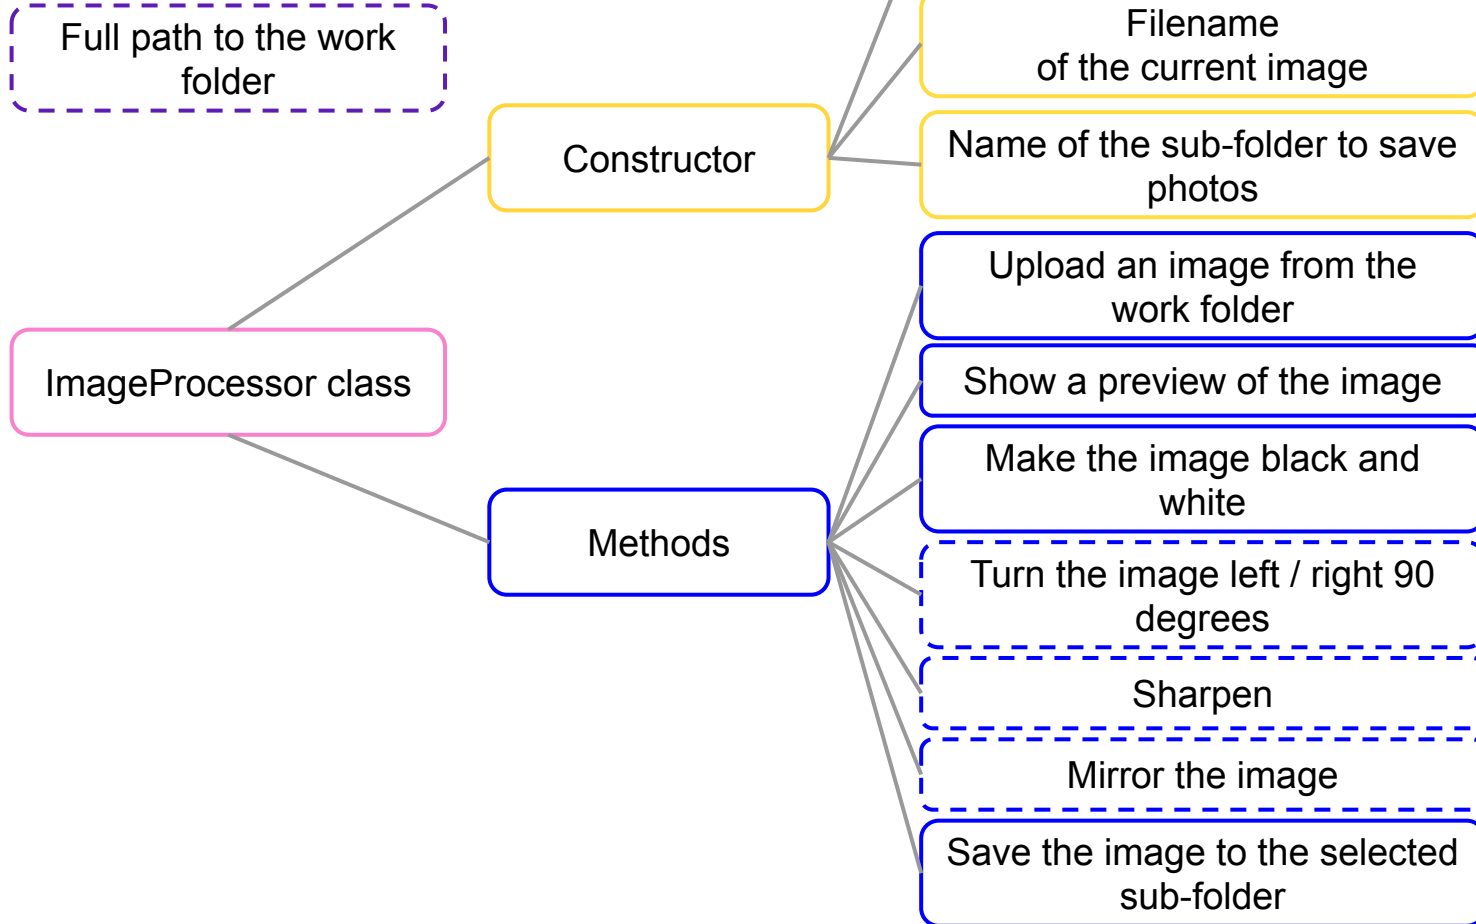 Full path to the work
folder
Filename
of the current image
Constructor
Name of the sub-folder to save
photos
Upload an image from the
work folder
ImageProcessor class
Show a preview of the image
Make the image black and
white
Methods
Turn the image left / right 90
degrees
Sharpen
Mirror the image
Save the image to the selected
sub-folder